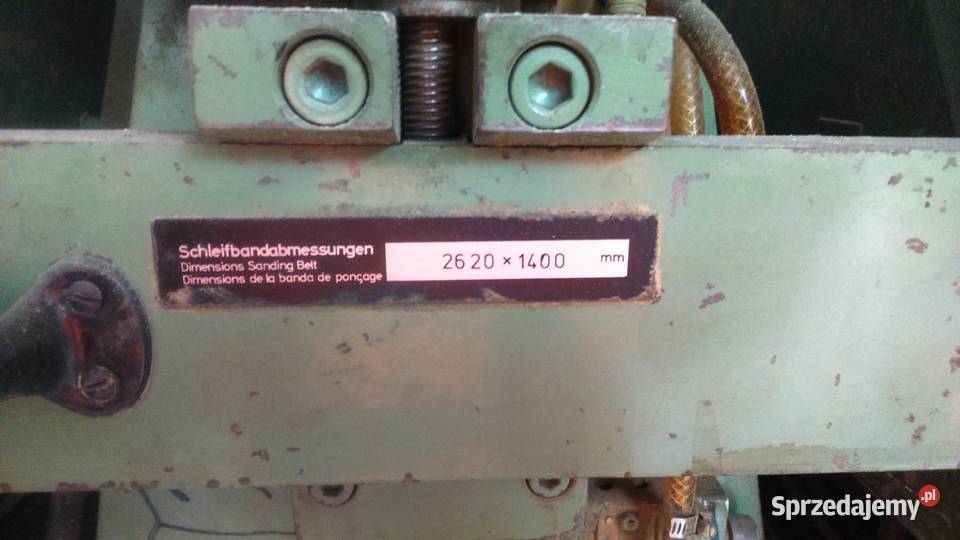 Schleifbandabmessungen
Dimensions Sanding Belt
Dimensions de la banda de ponçage
2620 × 1400 mm
Sprzedajemy.pl